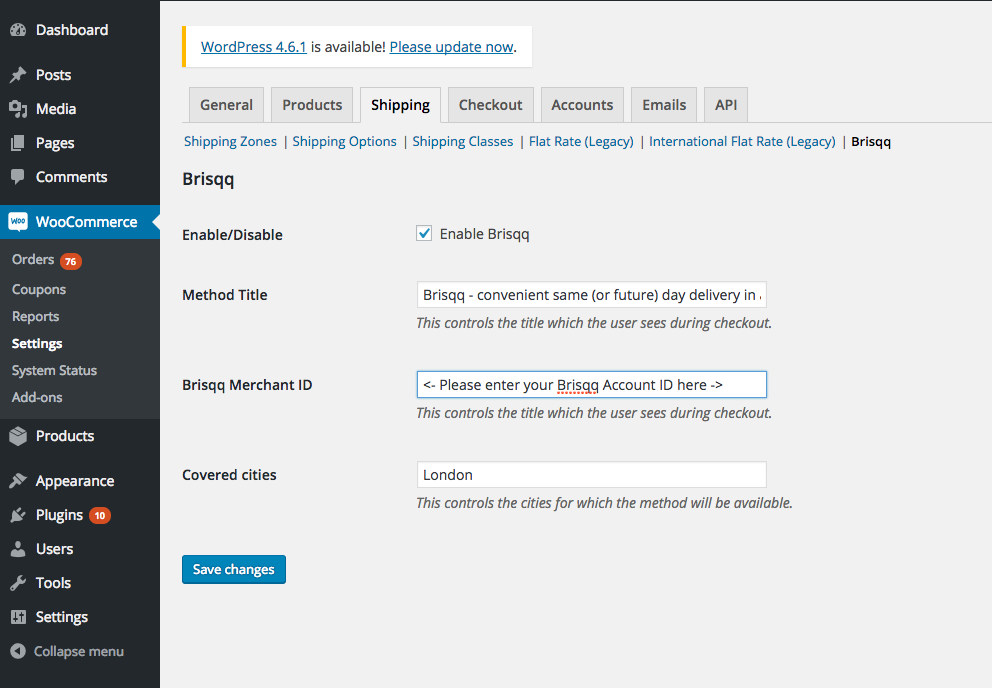 Dashboard
Posts
Media
Pages
Comments
WOO WooCommerce
Orders 76
Coupons
Reports
Settings
System Status
Add-ons
Products
Appearance
Plugins 10
Users
Tools
Settings
Collapse menu
WordPress 4.6.1 is available! Please update now.
General Products Shipping Checkout Accounts Emails API
Shipping Zones | Shipping Options | Shipping Classes | Flat Rate (Legacy) | International Flat Rate (Legacy) | Brisqq
Brisqq
Enable/Disable Enable Brisqq
Method Title Brisqq - convenient same (or future) day delivery in
This controls the title which the user sees during checkout.
Brisqq Merchant ID <- Please enter your Brisqq Account ID here ->
This controls the title which the user sees during checkout.
Covered cities London
This controls the cities for which the method will be available.
Save changes